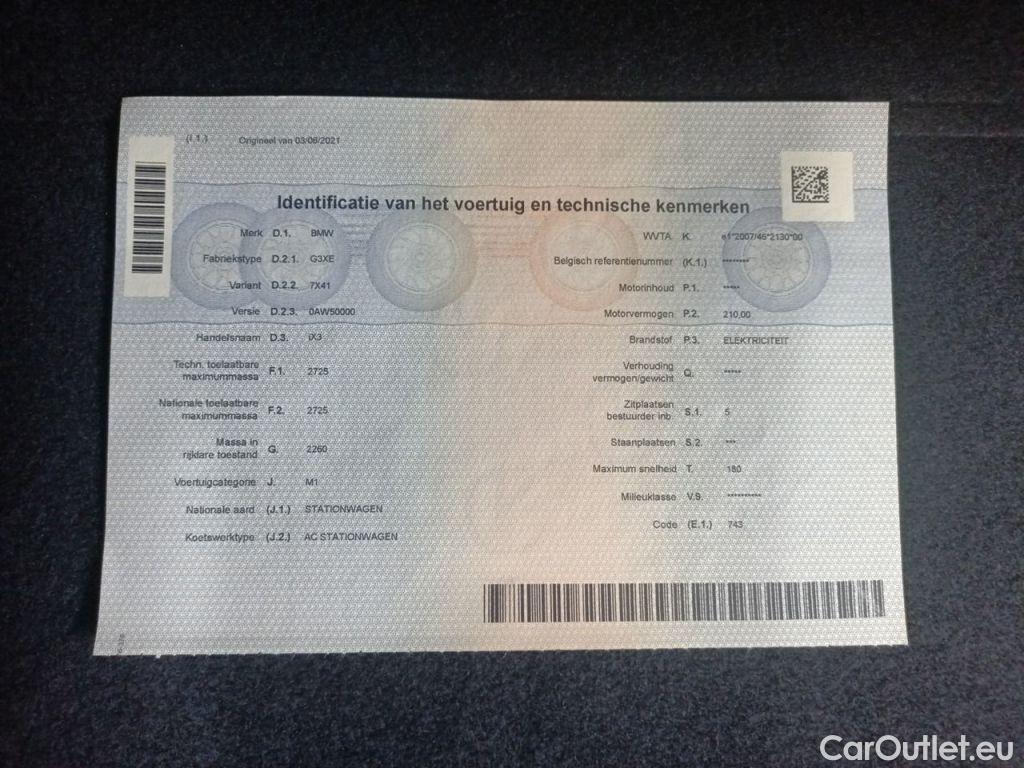 (I.1.) Origineel van 03/06/2021
Identificatie van het voertuig en technische kenmerken
Merk D.1. BMW
Fabriekstype D.2.1. G3XE
Variant D.2.2. 7X41
Versie D.2.3. 0AW50000
Handelsnaam D.3. iX3
Techn. toelaatbare
maximummassa F.1. 2725
Nationale toelaatbare
maximummassa F.2. 2725
Massa in
rijklare toestand G. 2260
Voertuigcategorie J. M1
Nationale aard (J.1.) STATIONWAGEN
Koetswerktype (J.2.) AC STATIONWAGEN
WVTA K. e1*2007/46*2130*00
Belgisch referentienummer (K.1.) ********
Motorinhoud P.1. *****
Motorvermogen P.2. 210,00
Brandstof P.3. ELEKTRICITEIT
Verhouding
vermogen/gewicht Q. *****
Zitplaatsen
bestuurder inb. S.1. 5
Staanplaatsen S.2. ***
Maximum snelheid T. 180
Milieuklasse V.9. **********
Code (E.1.) 743
CarOutlet.eu